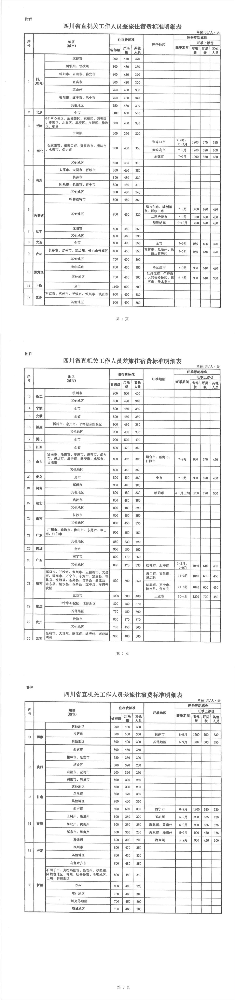 附件
四川省直机关工作人员差旅住宿费标准明细表
单位:元/人·天
序号 地区(城市) 住宿费标准 旺季地区 旺季浮动标准
旺季期间 旺季上浮价
省部级 厅局级 其他人员 省部级 厅局级 其他人员
1 四川(省内) 成都市 900 470 370
阿坝州、甘孜州 800 430 330
绵阳市、乐山市、雅安市 800 430 320
宜宾市 800 430 300
凉山州 750 430 330
德阳市、遂宁市、巴中市 750 430 310
其他地区 750 430 300
2 北京 全市 1100 650 500
3 天津 6个中心城区、滨海新区、东丽区、西青区
、津南区、北辰区、武清区、宝坻区、静海
区、蓟县 800 480 380
宁河区 600 350 320
4 河北 石家庄市、张家口市、秦皇岛市、廊坊市
、承德市、保定市 800 450 350 张家口市 7-9月、11-3月 1200 675 525
秦皇岛市 7-8月 1200 680 500
承德市 7-9月 1000 580 580
其他地区 800 450 310
5 山西 太原市、大同市、晋城市 800 480 350
临汾市 800 480 330
阳泉市、长治市、晋中市 800 480 310
其他地区 800 400 240
6 内蒙古 呼和浩特市 800 460 350
其他地区 800 460 320 海拉尔市、满洲里
市、阿尔山市 7-9月 1200 690 480
二连浩特市 7-9月 1000 580 400
额济纳旗 9-10月 1200 690 480
7 辽宁 沈阳市 800 480 350
其他地区 800 480 330
8 大连 全市 800 490 350 全市 7-9月 960 590 420
9 吉林 长春市、吉林市、延边州、长白山管理区 800 450 350 吉林市、延边州、长
白山管理区 7-9月 960 540 420
其他地区 750 400 300
10 黑龙江 哈尔滨市 800 450 350 哈尔滨市 7-9月 960 540 420
其他地区 750 450 300 牡丹江市、伊春市
、大兴安岭地区、黑
河市、佳木斯市 6 8月 900 540 360
11 上海 全市 1100 600 500
12 江苏 南京市、苏州市、无锡市、常州市、镇江市 900 490 380
其他地区 900 490 360
第 1 页
附件
四川省直机关工作人员差旅住宿费标准明细表
单位:元/人·天
序号 地区(城市) 住宿费标准 旺季地区 旺季浮动标准
旺季期间 旺季上浮价
省部级 厅局级 其他人员 省部级 厅局级 其他人员
13 浙江 杭州市 900 500 400
其他地区 800 490 340
14 宁波 全市 800 450 350
15 安徽 全省 800 460 350
16 福建 福州市、泉州市、平潭综合实验区 900 480 380
其他地区 900 480 350
17 厦门 全市 900 500 400
18 江西 全省 800 470 350
19 山东 济南市、淄博市、枣庄市、东营市、烟台
市、潍坊市、济宁市、泰安市、威海市、
日照市 800 480 380 烟台市、威海市、
日照市 7-9月 960 570 450
其他地区 800 460 360
20 青岛 全市 800 490 380 全市 7-9月 960 590 450
21 河南 郑州市 900 480 380
其他地区 800 480 330 洛阳市 4-5月上旬 1200 720 500
22 湖北 武汉市 800 480 350
其他地区 800 480 320
23 湖南 长沙市 800 450 350
其他地区 800 450 330
24 广东 广州市、珠海市、佛山市、东莞市、中山
市、江门市 900 550 450
其他地区 850 530 420
25 深圳 全市 900 550 450
26 广西 南宁市 800 470 350
其他地区 800 470 330 桂林市、北海市 1-2月、7-9月 1040 610 430
27 海南 海口市、三沙市、儋州市、五指山市、文昌
市、琼海市、万宁市、东方市、定安县、屯
昌县、澄迈县、临高县、白沙县、昌江县、
乐东县、陵水县、保亭县、琼中县、洋浦开
发区 800 500 350 海口市、文昌市、
澄迈县 11-2月 1040 650 450
琼海市、万宁市、
陵水县、保亭县 11-3月 1040 650 450
三亚市 1000 600 400 三亚市 10-4月 1200 720 480
28 重庆 9个中心城区、北部新区 800 480 370
其他地区 770 450 300
29 贵州 贵阳市 800 470 370
其他地区 750 450 300
30 云南 昆明市、大理州、丽江市、迪庆州、西双版
纳州 900 480 380
第 2 页
附件
四川省直机关工作人员差旅住宿费标准明细表
单位:元/人·天
序号 地区(城市) 住宿费标准 旺季地区 旺季浮动标准
旺季期间 旺季上浮价
省部级 厅局级 其他人员 省部级 厅局级 其他人员
其他地区 900 480 330
31 西藏 拉萨市 800 500 350 拉萨市 6-9月 1200 750 530
其他地区 500 400 300 其他地区 6-9月 800 500 350
32 陕西 西安市 800 460 350
榆林市、延安市 680 350 300
杨凌区 680 320 260
咸阳市、宝鸡市 600 320 260
渭南市、韩城市 600 300 260
其他地区 600 300 230
33 甘肃 兰州市 800 470 350
其他地区 700 450 310
34 青海 西宁市 800 500 350 西宁市 6-9月 1200 750 530
玉树州、果洛州 600 350 300 玉树州 5-9月 900 525 450
海北州、黄南州 600 350 250 海北州、黄南州 5-9月 900 525 375
海东市、海南州 600 300 250 海东市、海南州 5-9月 900 450 375
海西州 600 300 200 海西州 5-9月 900 450 300
35 宁夏 银川市 800 470 350
其他地区 800 430 330
36 新疆 乌鲁木齐市 800 480 350
石河子市、克拉玛依市、昌吉州、伊犁州、
阿勒泰地区、博州、吐鲁番市、哈密地区、
巴州、和田地区 800 480 340
克州 800 480 320
喀什地区 780 480 300
阿克苏地区 700 450 300
塔城地区 700 400 300
第 3 页